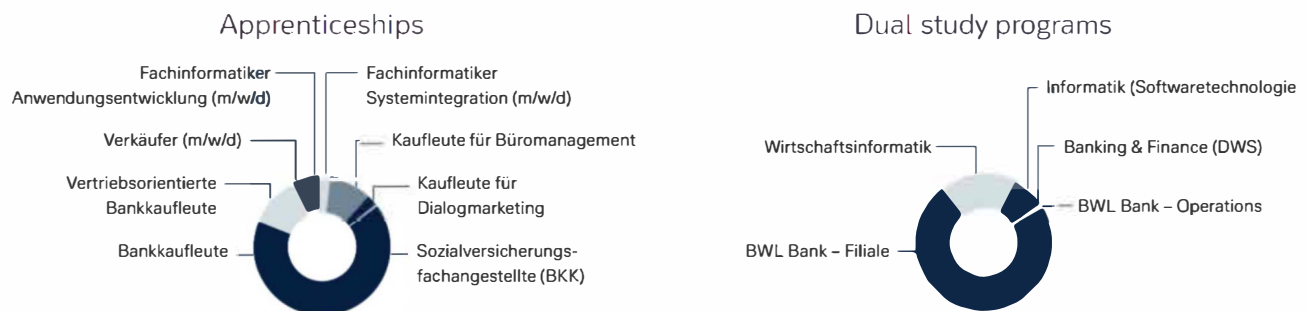 Apprenticeships
Fachinformatiker
Anwendungsentwicklung (m/w/d)
Fachinformatiker
Systemintegration (m/w/d)
Verkäufer (m/w/d)
Kaufleute für Büromanagement
Vertriebsorientierte
Bankkaufleute
Kaufleute für
Dialogmarketing
Bankkaufleute
Sozialversicherungs-
fachangestellte (BKK)
Dual study programs
Informatik (Softwaretechnologie
Wirtschaftsinformatik
Banking & Finance (DWS)
BWL Bank – Operations
BWL Bank – Filiale